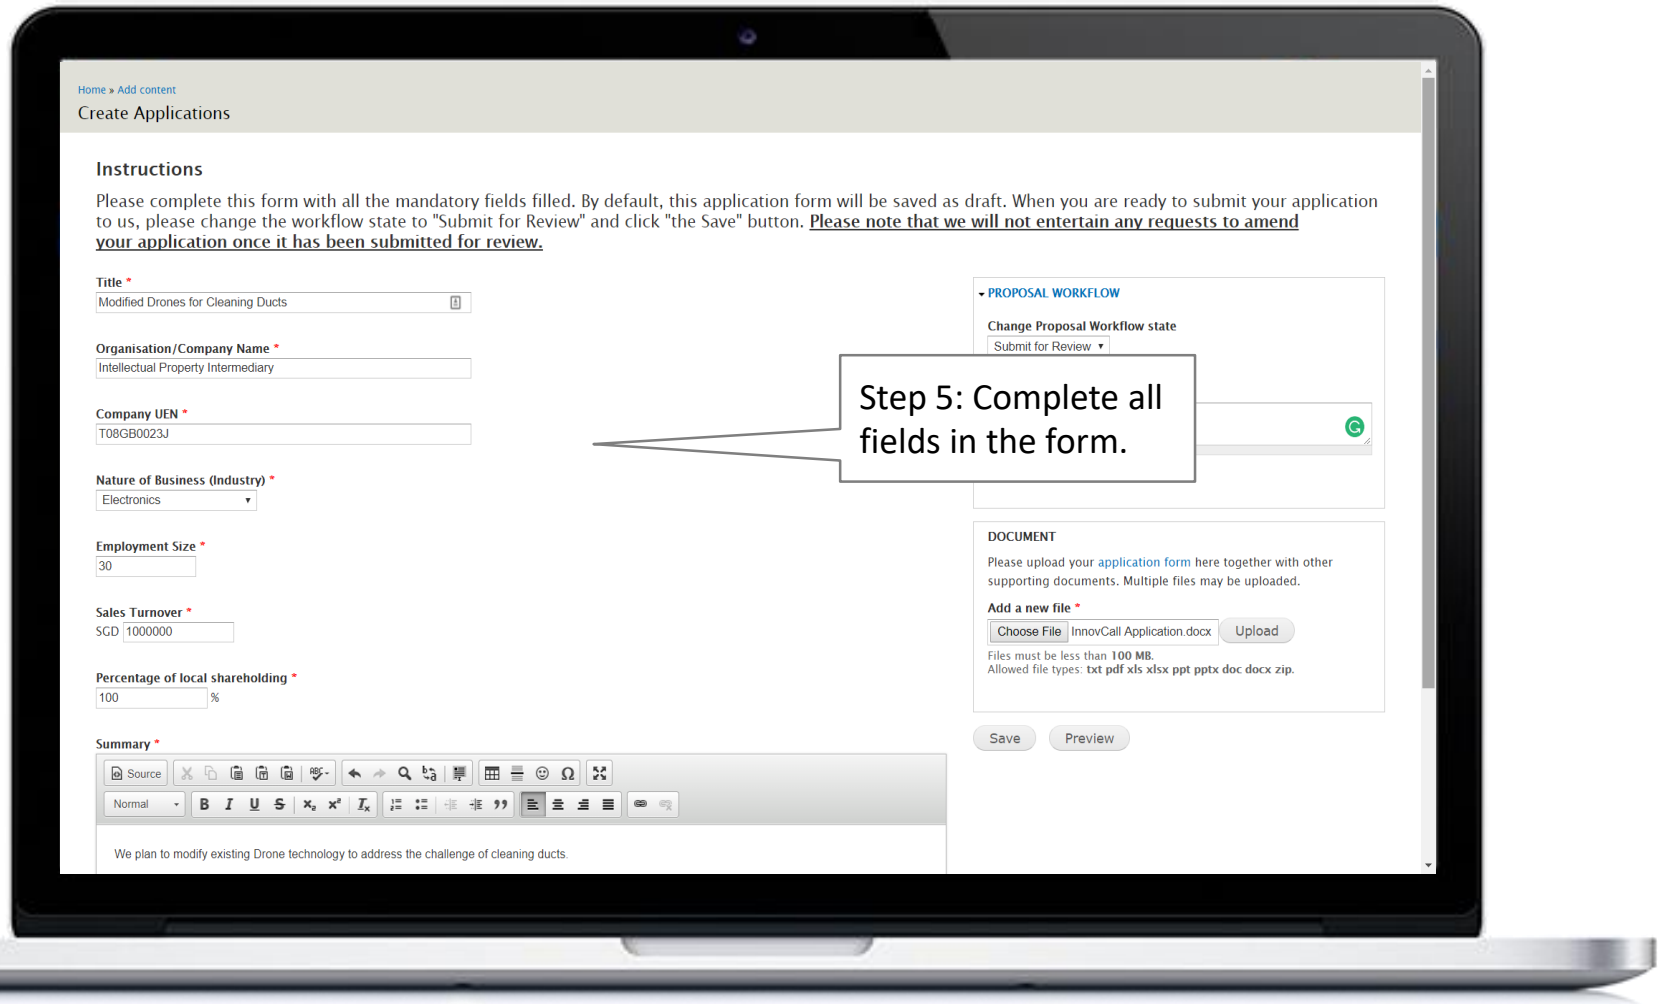 Home » Add content
Create Applications
Instructions
Please complete this form with all the mandatory fields filled. By default, this application form will be saved as draft. When you are ready to submit your application
to us, please change the workflow state to "Submit for Review" and click "the Save" button. Please note that we will not entertain any requests to amend
your application once it has been submitted for review.
Title *
Modified Drones for Cleaning Ducts
Organisation/Company Name *
Intellectual Property Intermediary
Company UEN *
T08GB0023J
Nature of Business (Industry) *
Electronics
Employment Size *
30
Sales Turnover *
SGD 1000000
Percentage of local shareholding *
100 %
Summary *
Source
Normal
B I U S x₂ x² Ix
We plan to modify existing Drone technology to address the challenge of cleaning ducts.
Step 5: Complete all
fields in the form.
PROPOSAL WORKFLOW
Change Proposal Workflow state
Submit for Review
DOCUMENT
Please upload your application form here together with other
supporting documents. Multiple files may be uploaded.
Add a new file *
Choose File InnovCall Application.docx Upload
Files must be less than 100 MB.
Allowed file types: txt pdf xls xlsx ppt pptx doc docx zip.
Save Preview